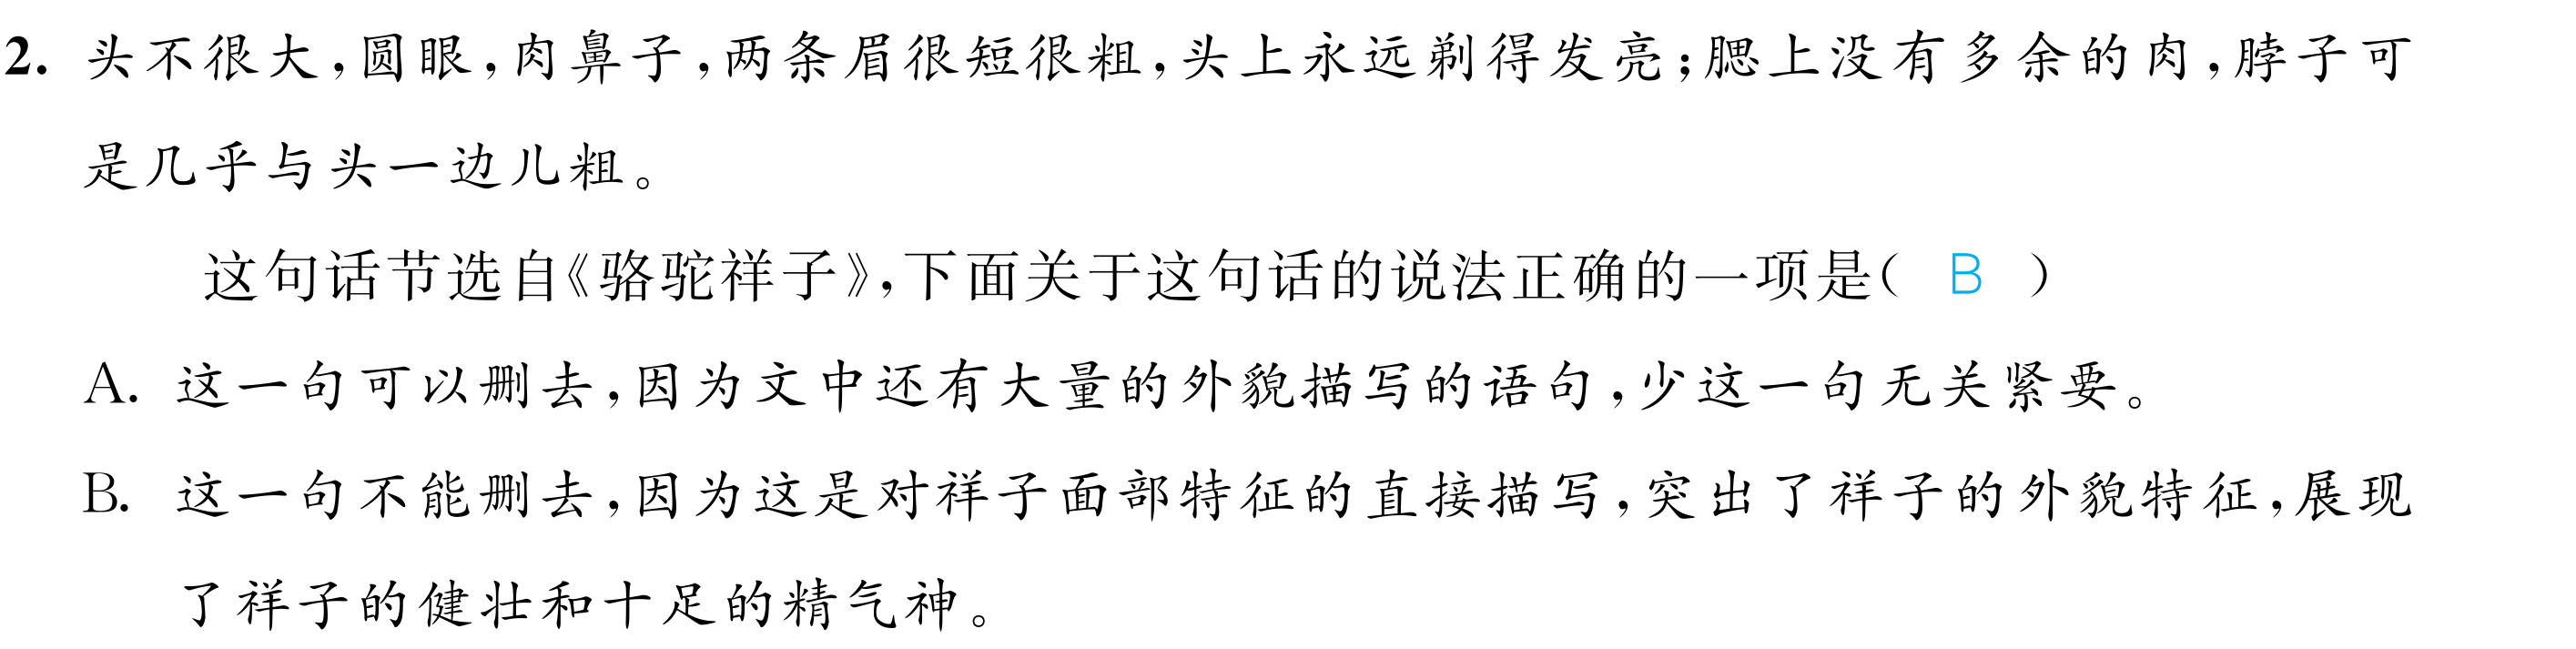 2. 头不很大,圆眼,肉鼻子,两条眉很短很粗,头上永远剃得发亮;腮上没有多余的肉,脖子可
是几乎与头一边儿粗。
这句话节选自《骆驼祥子》,下面关于这句话的说法正确的一项是( B )
A. 这一句可以删去,因为文中还有大量的外貌描写的语句,少这一句无关紧要。
B. 这一句不能删去,因为这是对祥子面部特征的直接描写,突出了祥子的外貌特征,展现
了祥子的健壮和十足的精气神。